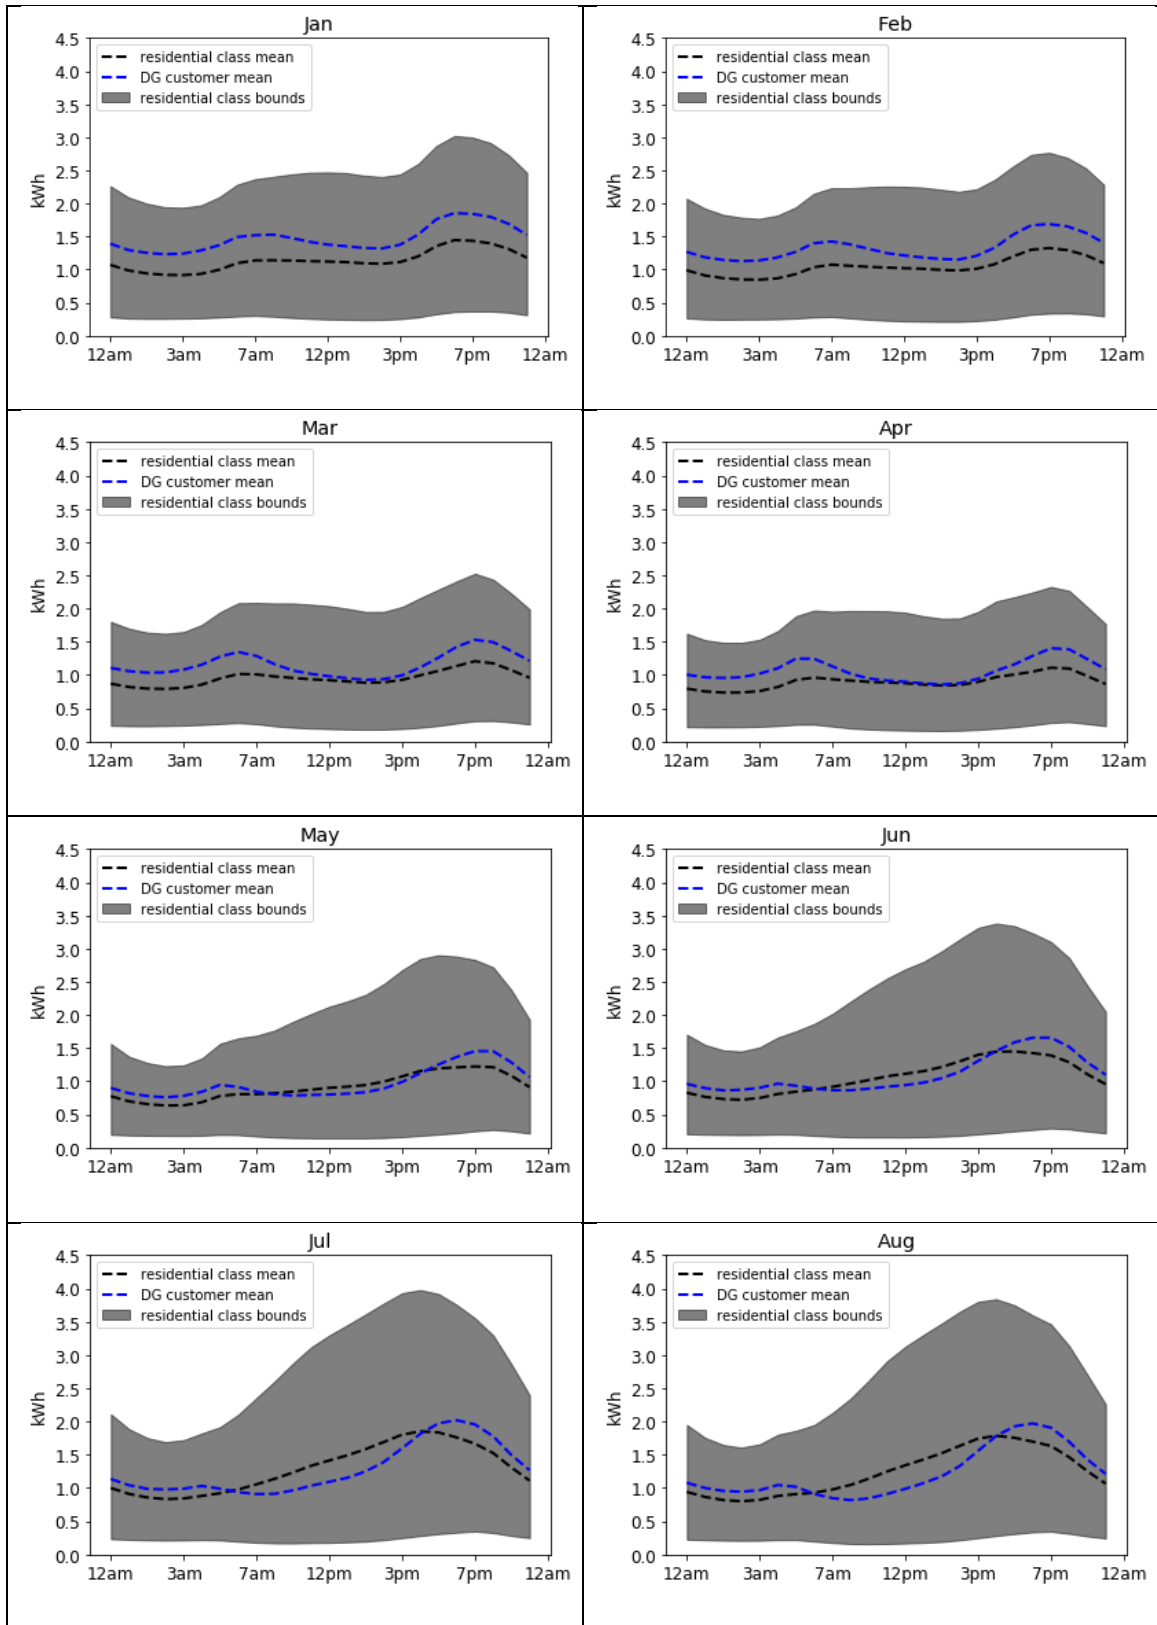 Jan
4.5
4.0
3.5
3.0
2.5
2.0
1.5
1.0
0.5
0.0
kWh
residential class mean
DG customer mean
residential class bounds
12am 3am 7am 12pm 3pm 7pm 12am
Feb
4.5
4.0
3.5
3.0
2.5
2.0
1.5
1.0
0.5
0.0
kWh
residential class mean
DG customer mean
residential class bounds
12am 3am 7am 12pm 3pm 7pm 12am
Mar
4.5
4.0
3.5
3.0
2.5
2.0
1.5
1.0
0.5
0.0
kWh
residential class mean
DG customer mean
residential class bounds
12am 3am 7am 12pm 3pm 7pm 12am
Apr
4.5
4.0
3.5
3.0
2.5
2.0
1.5
1.0
0.5
0.0
kWh
residential class mean
DG customer mean
residential class bounds
12am 3am 7am 12pm 3pm 7pm 12am
May
4.5
4.0
3.5
3.0
2.5
2.0
1.5
1.0
0.5
0.0
kWh
residential class mean
DG customer mean
residential class bounds
12am 3am 7am 12pm 3pm 7pm 12am
Jun
4.5
4.0
3.5
3.0
2.5
2.0
1.5
1.0
0.5
0.0
kWh
residential class mean
DG customer mean
residential class bounds
12am 3am 7am 12pm 3pm 7pm 12am
Jul
4.5
4.0
3.5
3.0
2.5
2.0
1.5
1.0
0.5
0.0
kWh
residential class mean
DG customer mean
residential class bounds
12am 3am 7am 12pm 3pm 7pm 12am
Aug
4.5
4.0
3.5
3.0
2.5
2.0
1.5
1.0
0.5
0.0
kWh
residential class mean
DG customer mean
residential class bounds
12am 3am 7am 12pm 3pm 7pm 12am